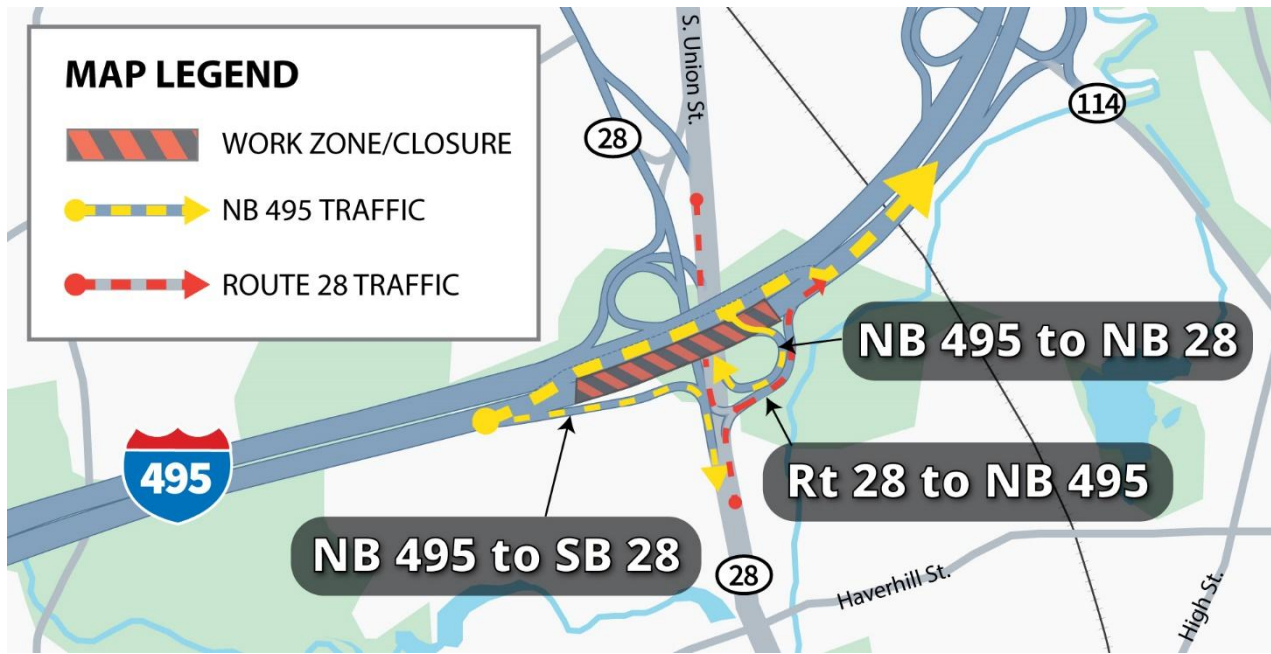 MAP LEGEND
WORK ZONE/CLOSURE
NB 495 TRAFFIC
ROUTE 28 TRAFFIC
S. Union St.
28
114
NB 495 to NB 28
Rt 28 to NB 495
495
NB 495 to SB 28
28
Haverhill St.
High St.